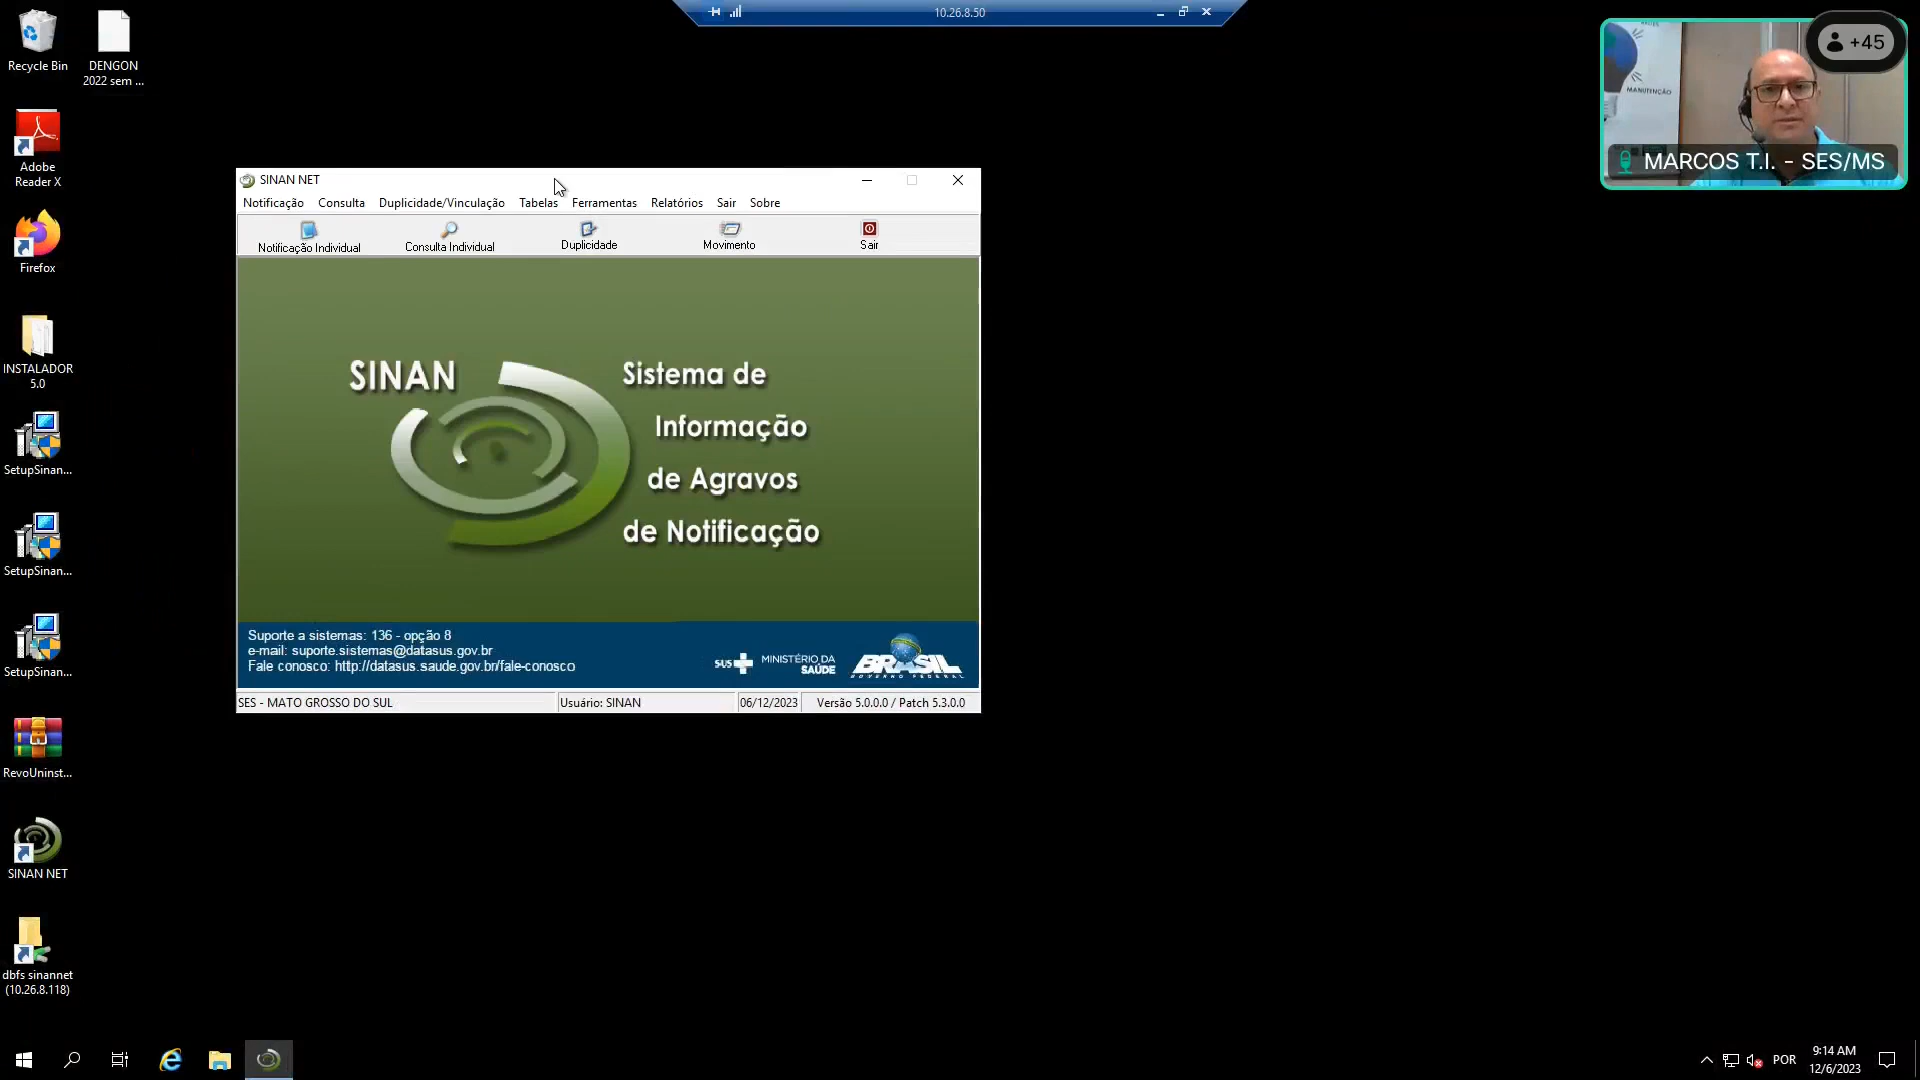 10.26.8.50
+45
MANUTENÇÃO
MARCOS T.I. - SES/MS
Recycle Bin
DENGON
2022 sem ...
Adobe
Reader X
Firefox
INSTALADOR
5.0
SetupSinan...
SetupSinan...
SetupSinan...
RevoUninst...
SINAN NET
dbfs sinannet
(10.26.8.118)
SINAN NET
Notificação Consulta Duplicidade/Vinculação Tabelas Ferramentas Relatórios Sair Sobre
Notificação Individual Consulta Individual Duplicidade Movimento Sair
SINAN
Sistema de
Informação
de Agravos
de Notificação
Suporte a sistemas: 136 - opção 8
e-mail: suporte.sistemas@datasus.gov.br
Fale conosco: http://datasus.saude.gov.br/fale-conosco
SUS MINISTÉRIO DA
SAÚDE
BRASIL
GOVERNO FEDERAL
SES - MATO GROSSO DO SUL Usuário: SINAN 06/12/2023 Versão 5.0.0.0 / Patch 5.3.0.0
POR
9:14 AM
12/6/2023